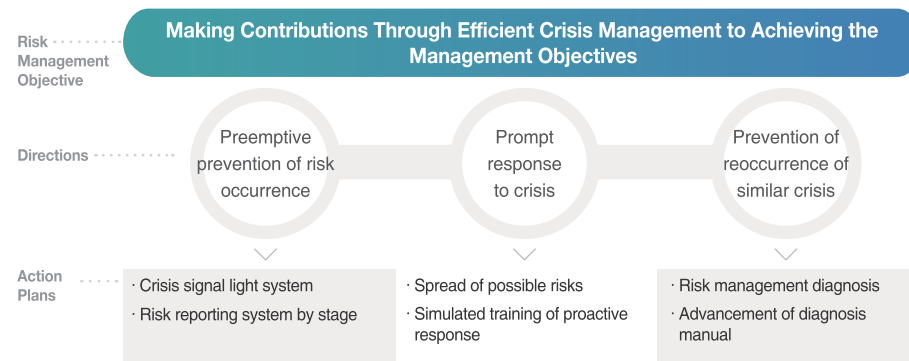 Risk
Management
Objective
Making Contributions Through Efficient Crisis Management to Achieving the
Management Objectives
Directions
Preemptive
prevention of risk
occurrence
Prompt
response
to crisis
Prevention of
reoccurrence of
similar crisis
Action
Plans
· Crisis signal light system
· Risk reporting system by stage
· Spread of possible risks
· Simulated training of proactive
response
· Risk management diagnosis
· Advancement of diagnosis
manual